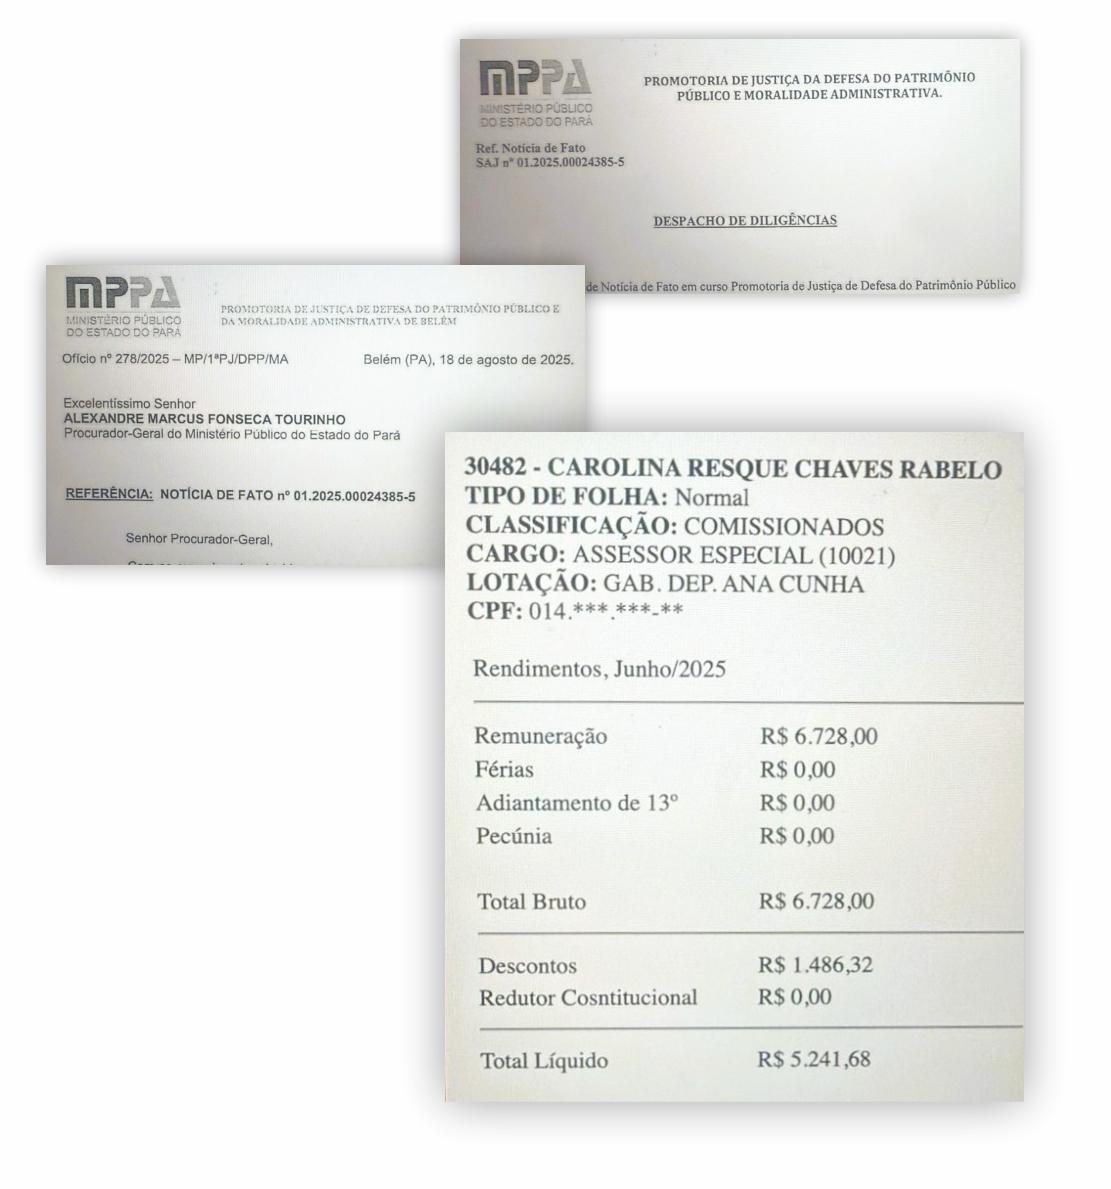 MPPA
MINISTÉRIO PÚBLICO
DO ESTADO DO PARÁ
PROMOTORIA DE JUSTIÇA DA DEFESA DO PATRIMÔNIO
PÚBLICO E MORALIDADE ADMINISTRATIVA.
Ref. Notícia de Fato
SAJ nº 01.2025.00024385-5
DESPACHO DE DILIGÊNCIAS
de Notícia de Fato em curso Promotoria de Justiça de Defesa do Patrimônio Público
MPPA
MINISTÉRIO PÚBLICO
DO ESTADO DO PARÁ
PROMOTORIA DE JUSTIÇA DE DEFESA DO PATRIMÔNIO PÚBLICO E
DA MORALIDADE ADMINISTRATIVA DE BELÉM
Ofício nº 278/2025 – MP/1ªPJ/DPP/MA Belém (PA), 18 de agosto de 2025.
Excelentíssimo Senhor
ALEXANDRE MARCUS FONSECA TOURINHO
Procurador-Geral do Ministério Público do Estado do Pará
REFERÊNCIA: NOTÍCIA DE FATO nº 01.2025.00024385-5
Senhor Procurador-Geral,
30482 - CAROLINA RESQUE CHAVES RABELO
TIPO DE FOLHA: Normal
CLASSIFICAÇÃO: COMISSIONADOS
CARGO: ASSESSOR ESPECIAL (10021)
LOTAÇÃO: GAB. DEP. ANA CUNHA
CPF: 014.***.***-**
Rendimentos, Junho/2025
Remuneração R$ 6.728,00
Férias R$ 0,00
Adiantamento de 13º R$ 0,00
Pecúnia R$ 0,00
Total Bruto R$ 6.728,00
Descontos R$ 1.486,32
Redutor Cosntitucional R$ 0,00
Total Líquido R$ 5.241,68